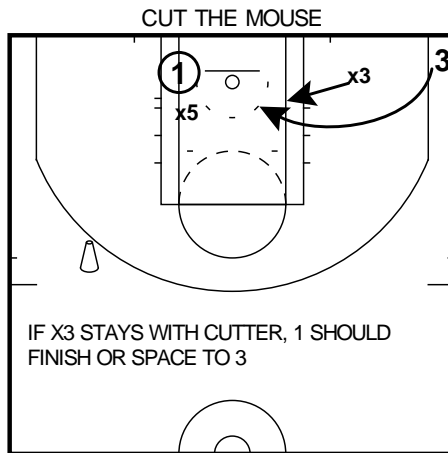 CUT THE MOUSE
1
x3
3
x5
IF X3 STAYS WITH CUTTER, 1 SHOULD
FINISH OR SPACE TO 3